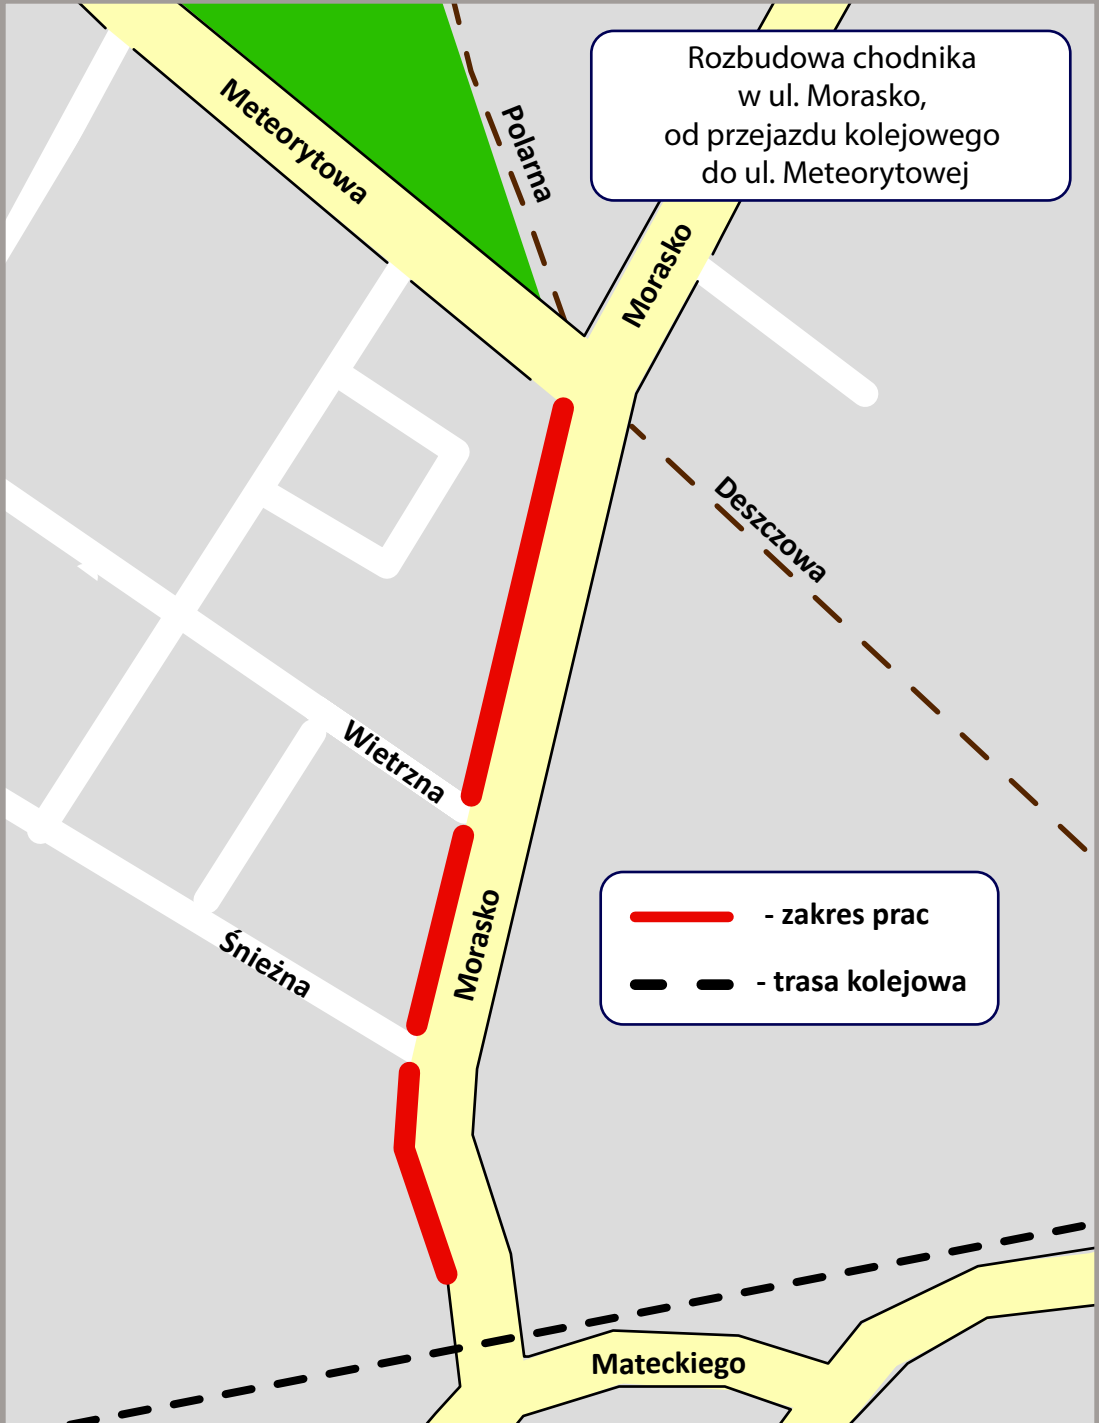 Rozbudowa chodnika
w ul. Morasko,
od przejazdu kolejowego
do ul. Meteorytowej
Meteorytowa
Polarna
Morasko
Deszczowa
Wietrzna
Morasko
Śnieżna
- zakres prac
- trasa kolejowa
Mateckiego